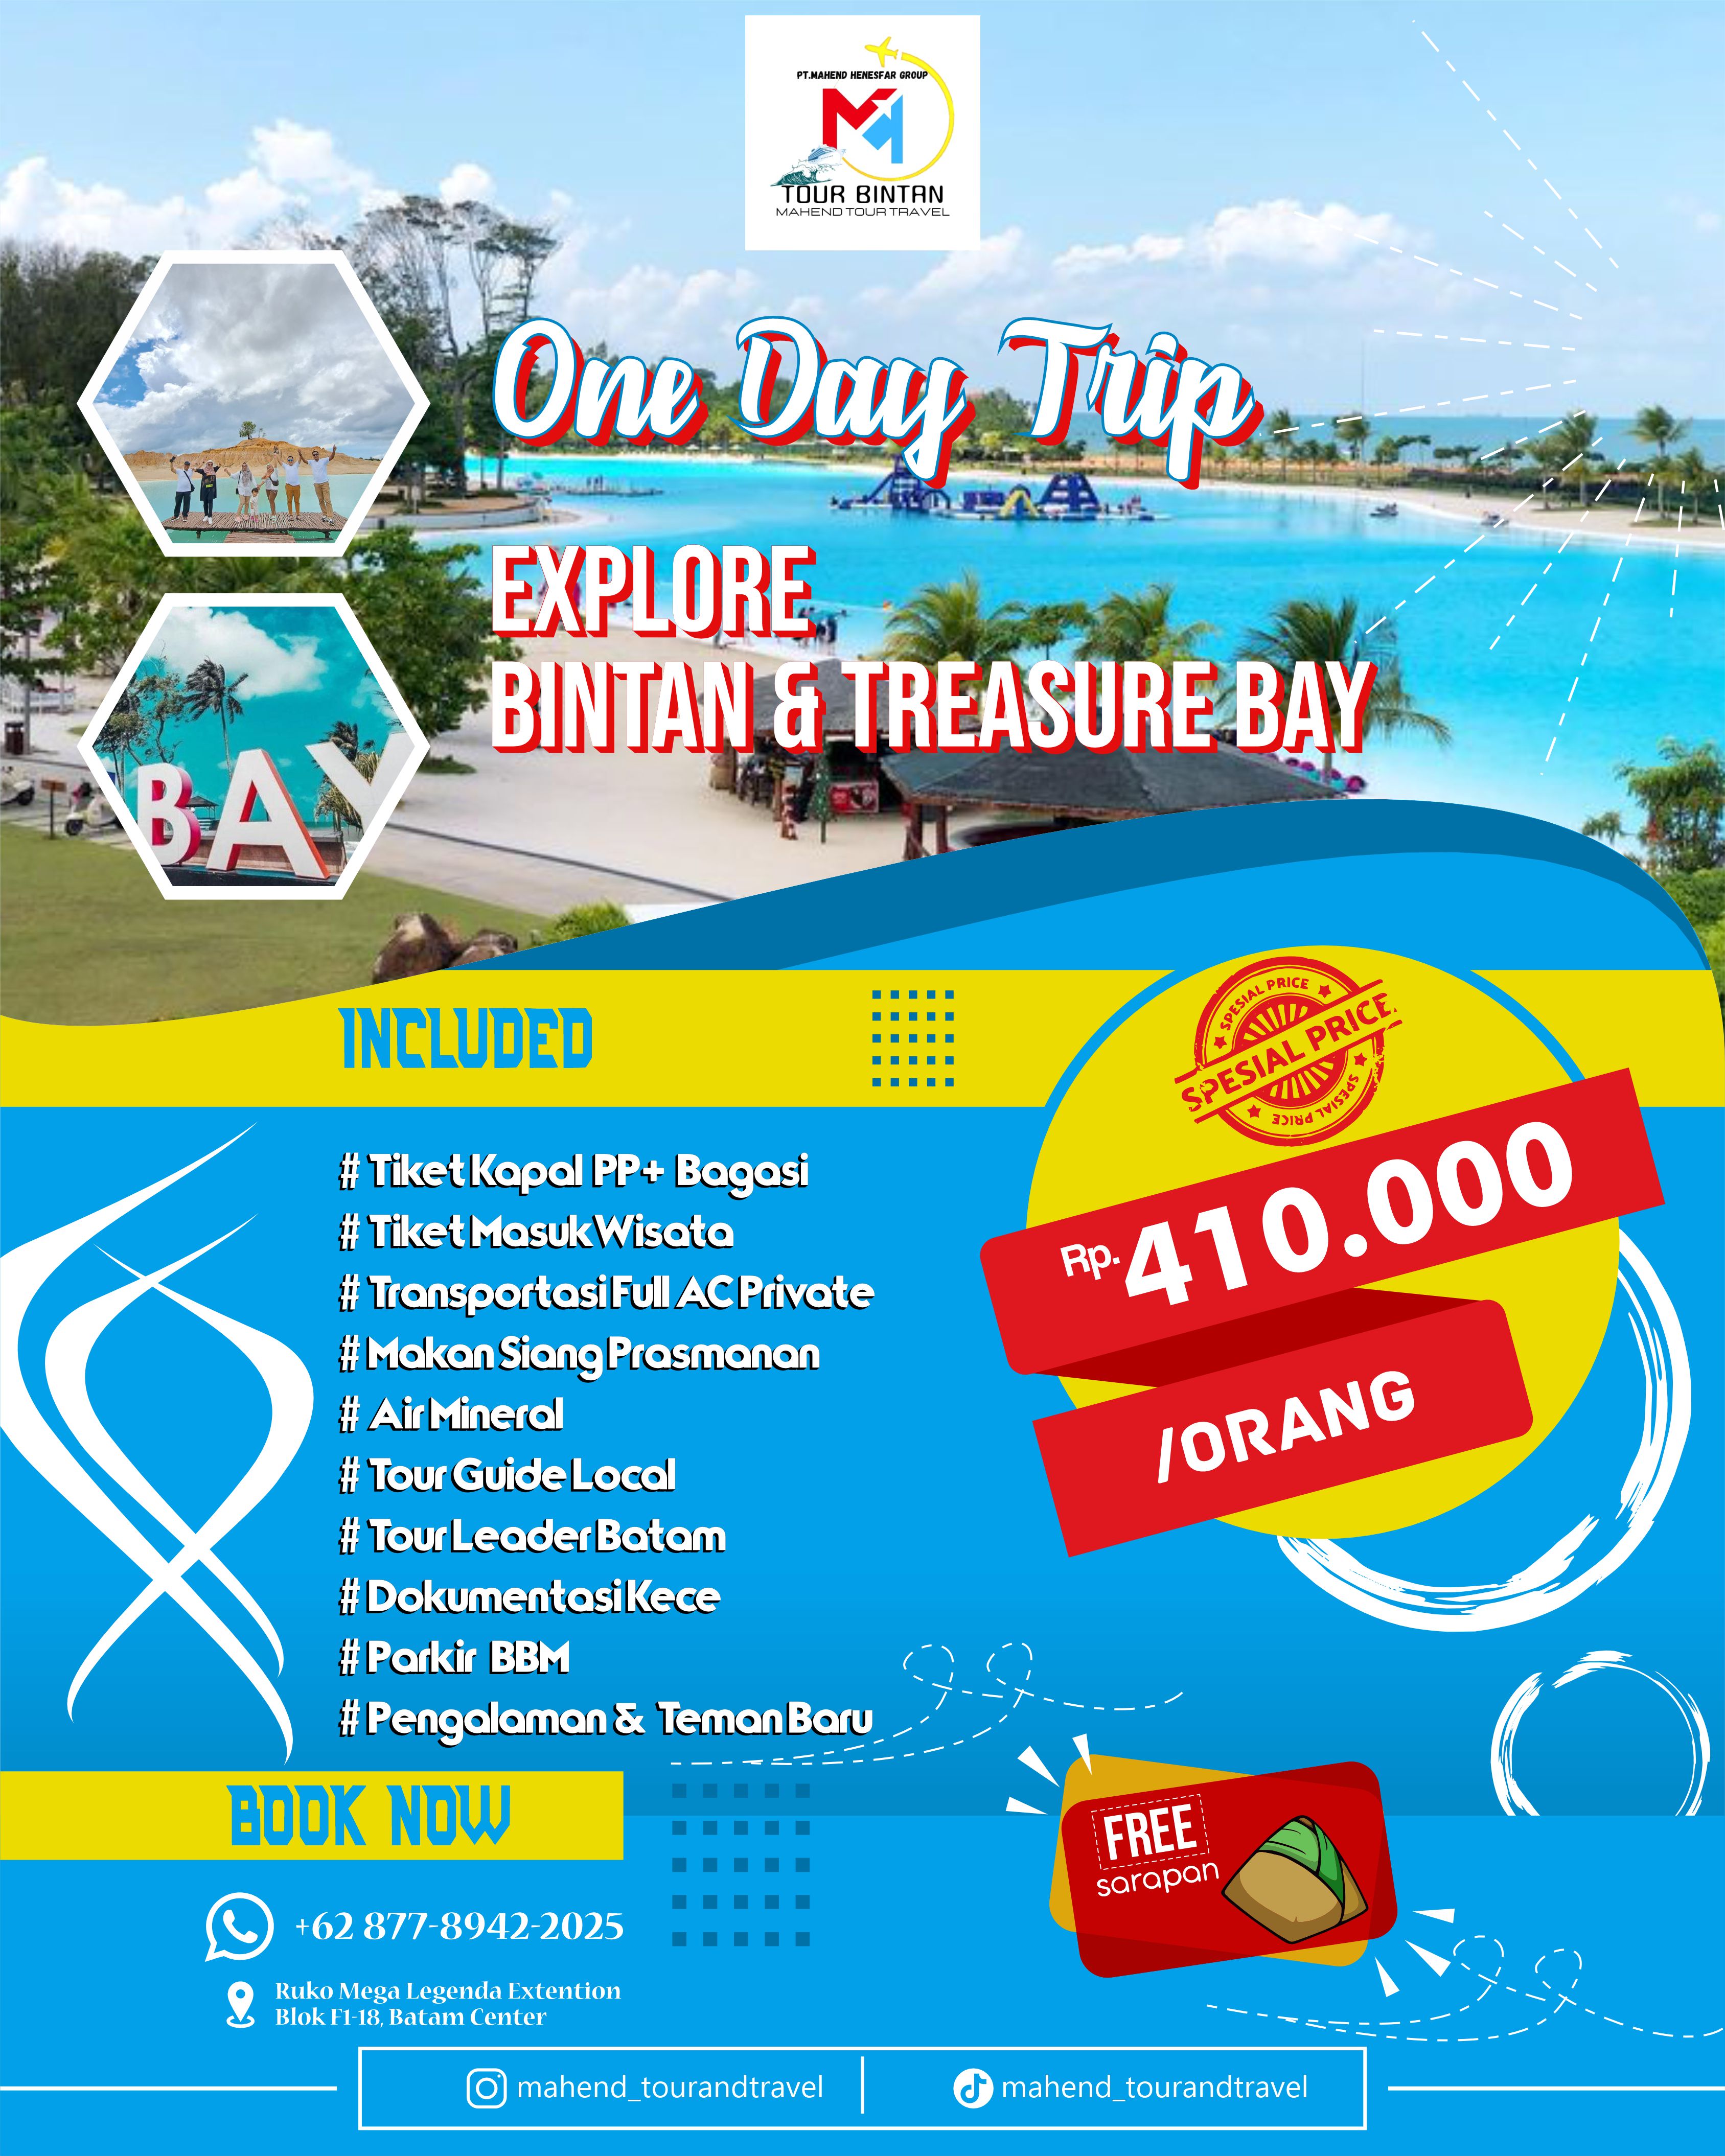 PT.MAHEND HENESFAR GROUP
TOUR BINTAN
MAHEND TOUR TRAVEL
One Day Trip
EXPLORE
BINTAN & TREASURE BAY
BAY
INCLUDED
SPESIAL PRICE
SPESIAL PRICE
SPESIAL PRICE
Rp.410.000
/ORANG
# Tiket Kapal PP+ Bagasi
# Tiket Masuk Wisata
# Transportasi Full AC Private
# Makan Siang Prasmanan
# Air Mineral
# Tour Guide Local
# Tour Leader Batam
# Dokumentasi Kece
# Parkir BBM
# Pengalaman & Teman Baru
BOOK NOW
FREE
sarapan
+62 877-8942-2025
Ruko Mega Legenda Extention
Blok F1-18, Batam Center
mahend_tourandtravel
mahend_tourandtravel